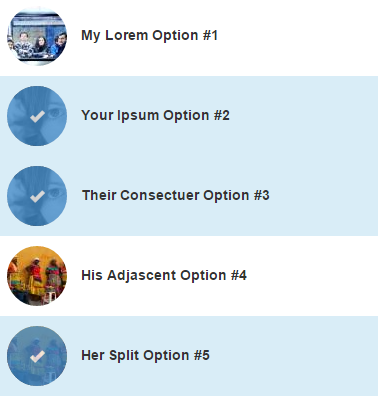 My Lorem Option #1
Your Ipsum Option #2
Their Consectuer Option #3
His Adjascent Option #4
Her Split Option #5